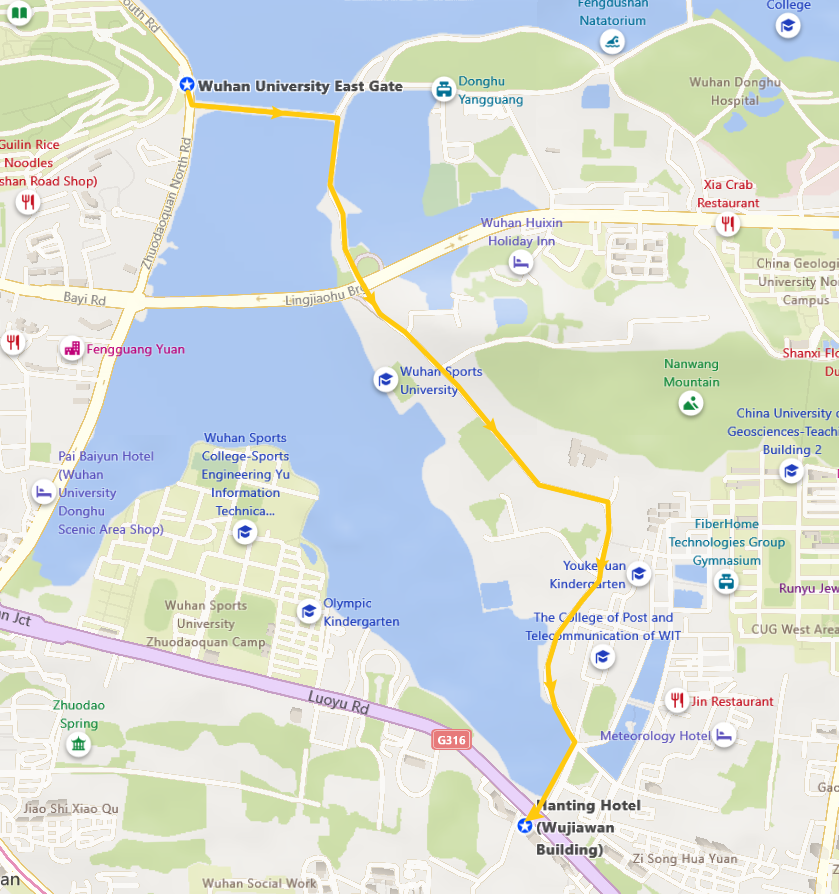 outh Rd
Fengdushan
Natatorium
College
Wuhan University East Gate
Donghu
Yangguang
Wuhan Donghu
Hospital
Guilin Rice
Noodles
shan Road Shop)
Zhuodaoquan North Rd
Xia Crab
Restaurant
Wuhan Huixin
Holiday Inn
China Geologi
University No
Campus
Bayi Rd
Lingjiaohu Bre
Fengguang Yuan
Shanxi Flo
Du
Nanwang
Mountain
Wuhan Sports
University
China University o
Geosciences-Teach
Building 2
Wuhan Sports
College-Sports
Engineering Yu
Information
Technica...
Pai Baiyun Hotel
(Wuhan
University
Donghu
Scenic Area Shop)
FiberHome
Technologies Group
Gymnasium
Kindergarten
Runyu Jew
Olympic
Kindergarten
Wuhan Sports
University
Zhuodaoquan Camp
n Jct
The College of Post and
Telecommunication of WIT
CUG West Area
Luoyu Rd
Zhuodao
Spring
G316
Jin Restaurant
Meteorology Hotel
Gao
Jiao Shi Xiao Qu
Hanting Hotel
(Wujiawan
Building)
Zi Song Hua Yuan
an
Wuhan Social Work